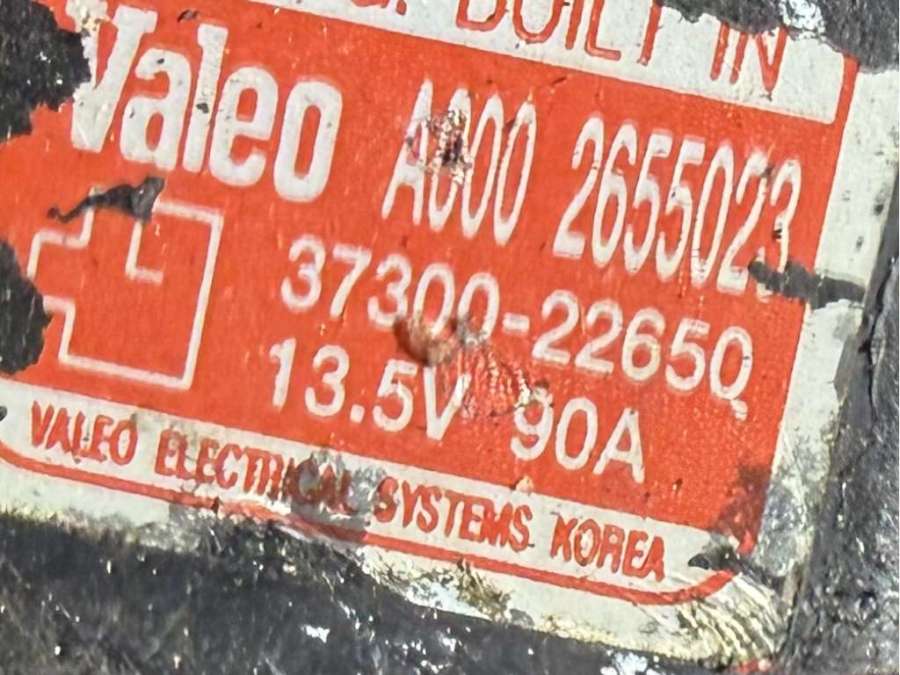 BUILT IN
Valeo
A000 2655023
37300-22650
13.5V 90A
VALEO ELECTRICAL SYSTEMS KOREA